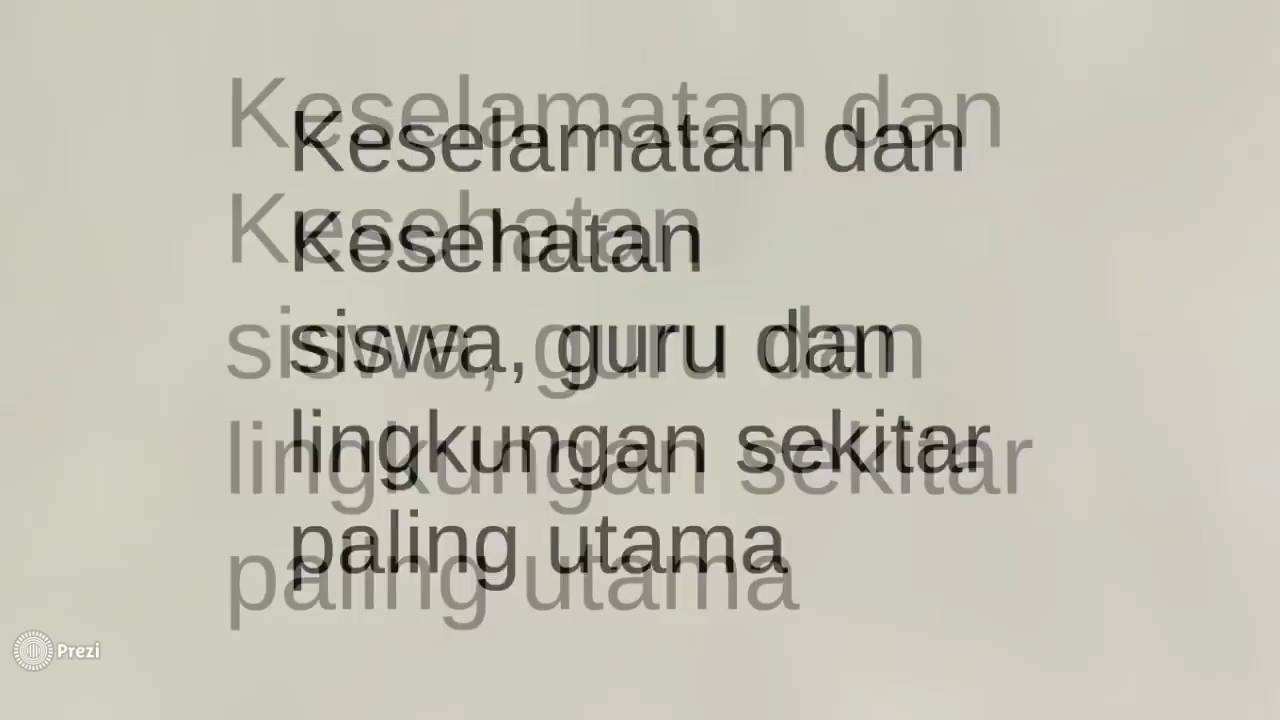 Keselamatan dan
Kesehatan
siswa, guru dan
lingkungan sekitar
paling utama
Prezi